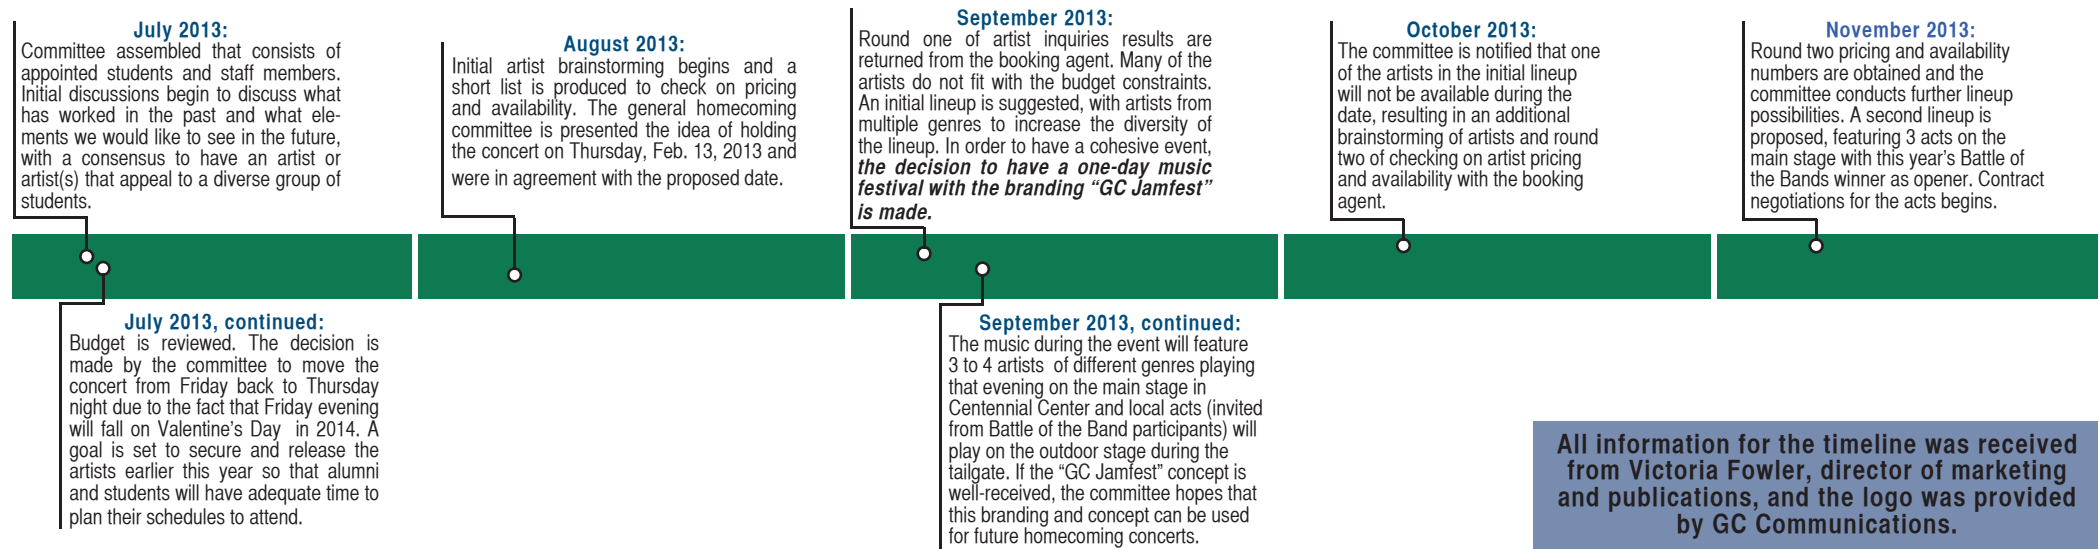 July 2013:
Committee assembled that consists of
appointed students and staff members.
Initial discussions begin to discuss what
has worked in the past and what ele-
ments we would like to see in the future,
with a consensus to have an artist or
artist(s) that appeal to a diverse group of
students.
July 2013, continued:
Budget is reviewed. The decision is
made by the committee to move the
concert from Friday back to Thursday
night due to the fact that Friday evening
will fall on Valentine's Day in 2014. A
goal is set to secure and release the
artists earlier this year so that alumni
and students will have adequate time to
plan their schedules to attend.
August 2013:
Initial artist brainstorming begins and a
short list is produced to check on pricing
and availability. The general homecoming
committee is presented the idea of holding
the concert on Thursday, Feb. 13, 2013 and
were in agreement with the proposed date.
September 2013:
Round one of artist inquiries results are
returned from the booking agent. Many of the
artists do not fit with the budget constraints.
An initial lineup is suggested, with artists from
multiple genres to increase the diversity of
the lineup. In order to have a cohesive event,
the decision to have a one-day music
festival with the branding “GC Jamfest”
is made.
September 2013, continued:
The music during the event will feature
3 to 4 artists of different genres playing
that evening on the main stage in
Centennial Center and local acts (invited
from Battle of the Band participants) will
play on the outdoor stage during the
tailgate. If the “GC Jamfest” concept is
well-received, the committee hopes that
this branding and concept can be used
for future homecoming concerts.
October 2013:
The committee is notified that one
of the artists in the initial lineup
will not be available during the
date, resulting in an additional
brainstorming of artists and round
two of checking on artist pricing
and availability with the booking
agent.
November 2013:
Round two pricing and availability
numbers are obtained and the
committee conducts further lineup
possibilities. A second lineup is
proposed, featuring 3 acts on the
main stage with this year's Battle of
the Bands winner as opener. Contract
negotiations for the acts begins.
All information for the timeline was received
from Victoria Fowler, director of marketing
and publications, and the logo was provided
by GC Communications.